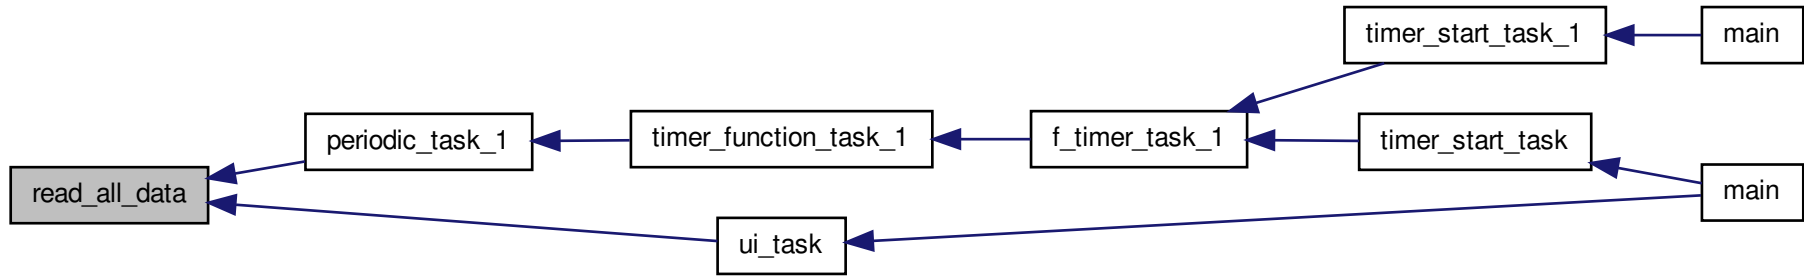 timer_start_task_1
main
periodic_task_1
timer_function_task_1
f_timer_task_1
timer_start_task
read_all_data
main
ui_task